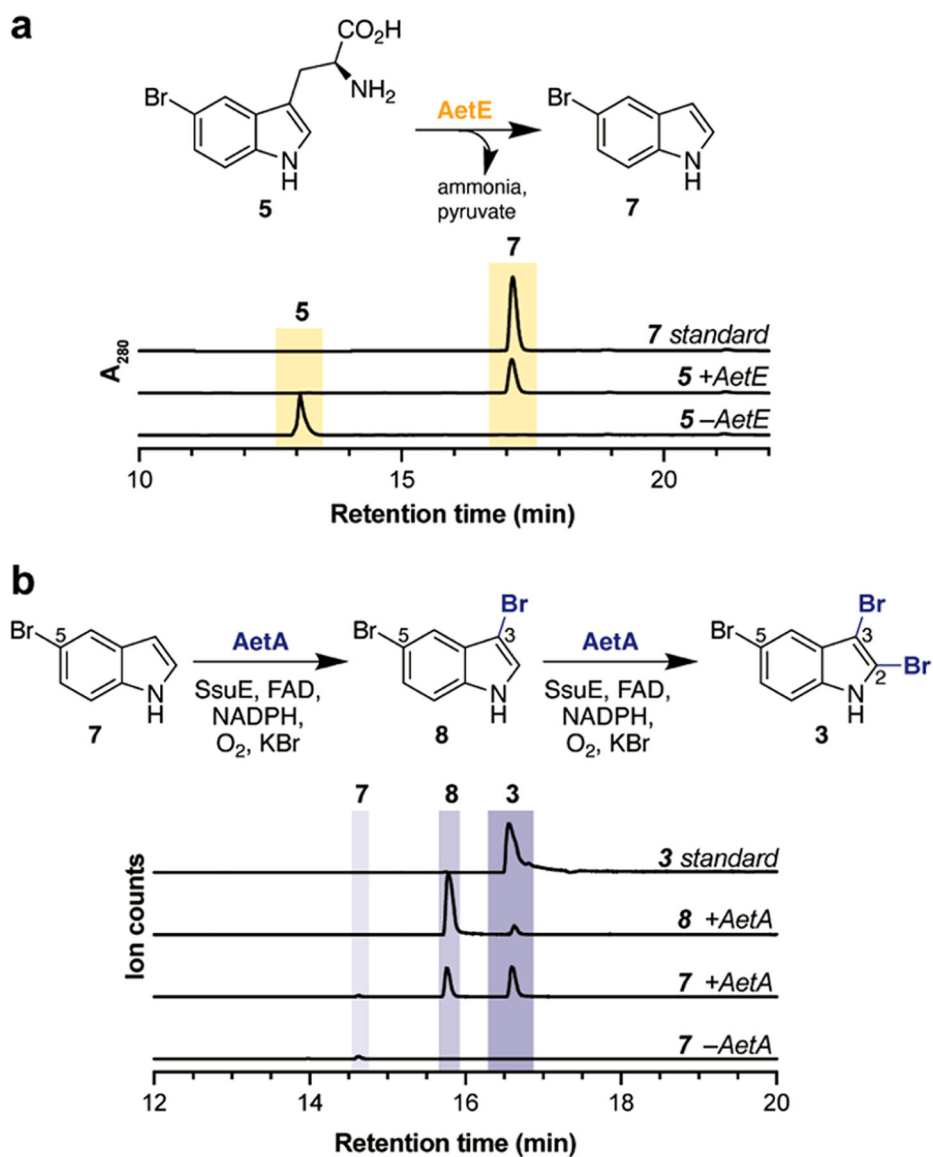 a
CO₂H
Br
NH₂
N
H
5
AetE
ammonia,
pyruvate
Br
N
H
7
7
5
A₂₈₀
7 standard
5 +AetE
5 –AetE
10 15 20
Retention time (min)
b
Br 5
N
H
7
AetA
SsuE, FAD,
NADPH,
O₂, KBr
Br
Br 5 3
N
H
8
AetA
SsuE, FAD,
NADPH,
O₂, KBr
Br
Br 5 3
2 Br
N
H
3
7 8 3
Ion counts
3 standard
8 +AetA
7 +AetA
7 –AetA
12 14 16 18 20
Retention time (min)